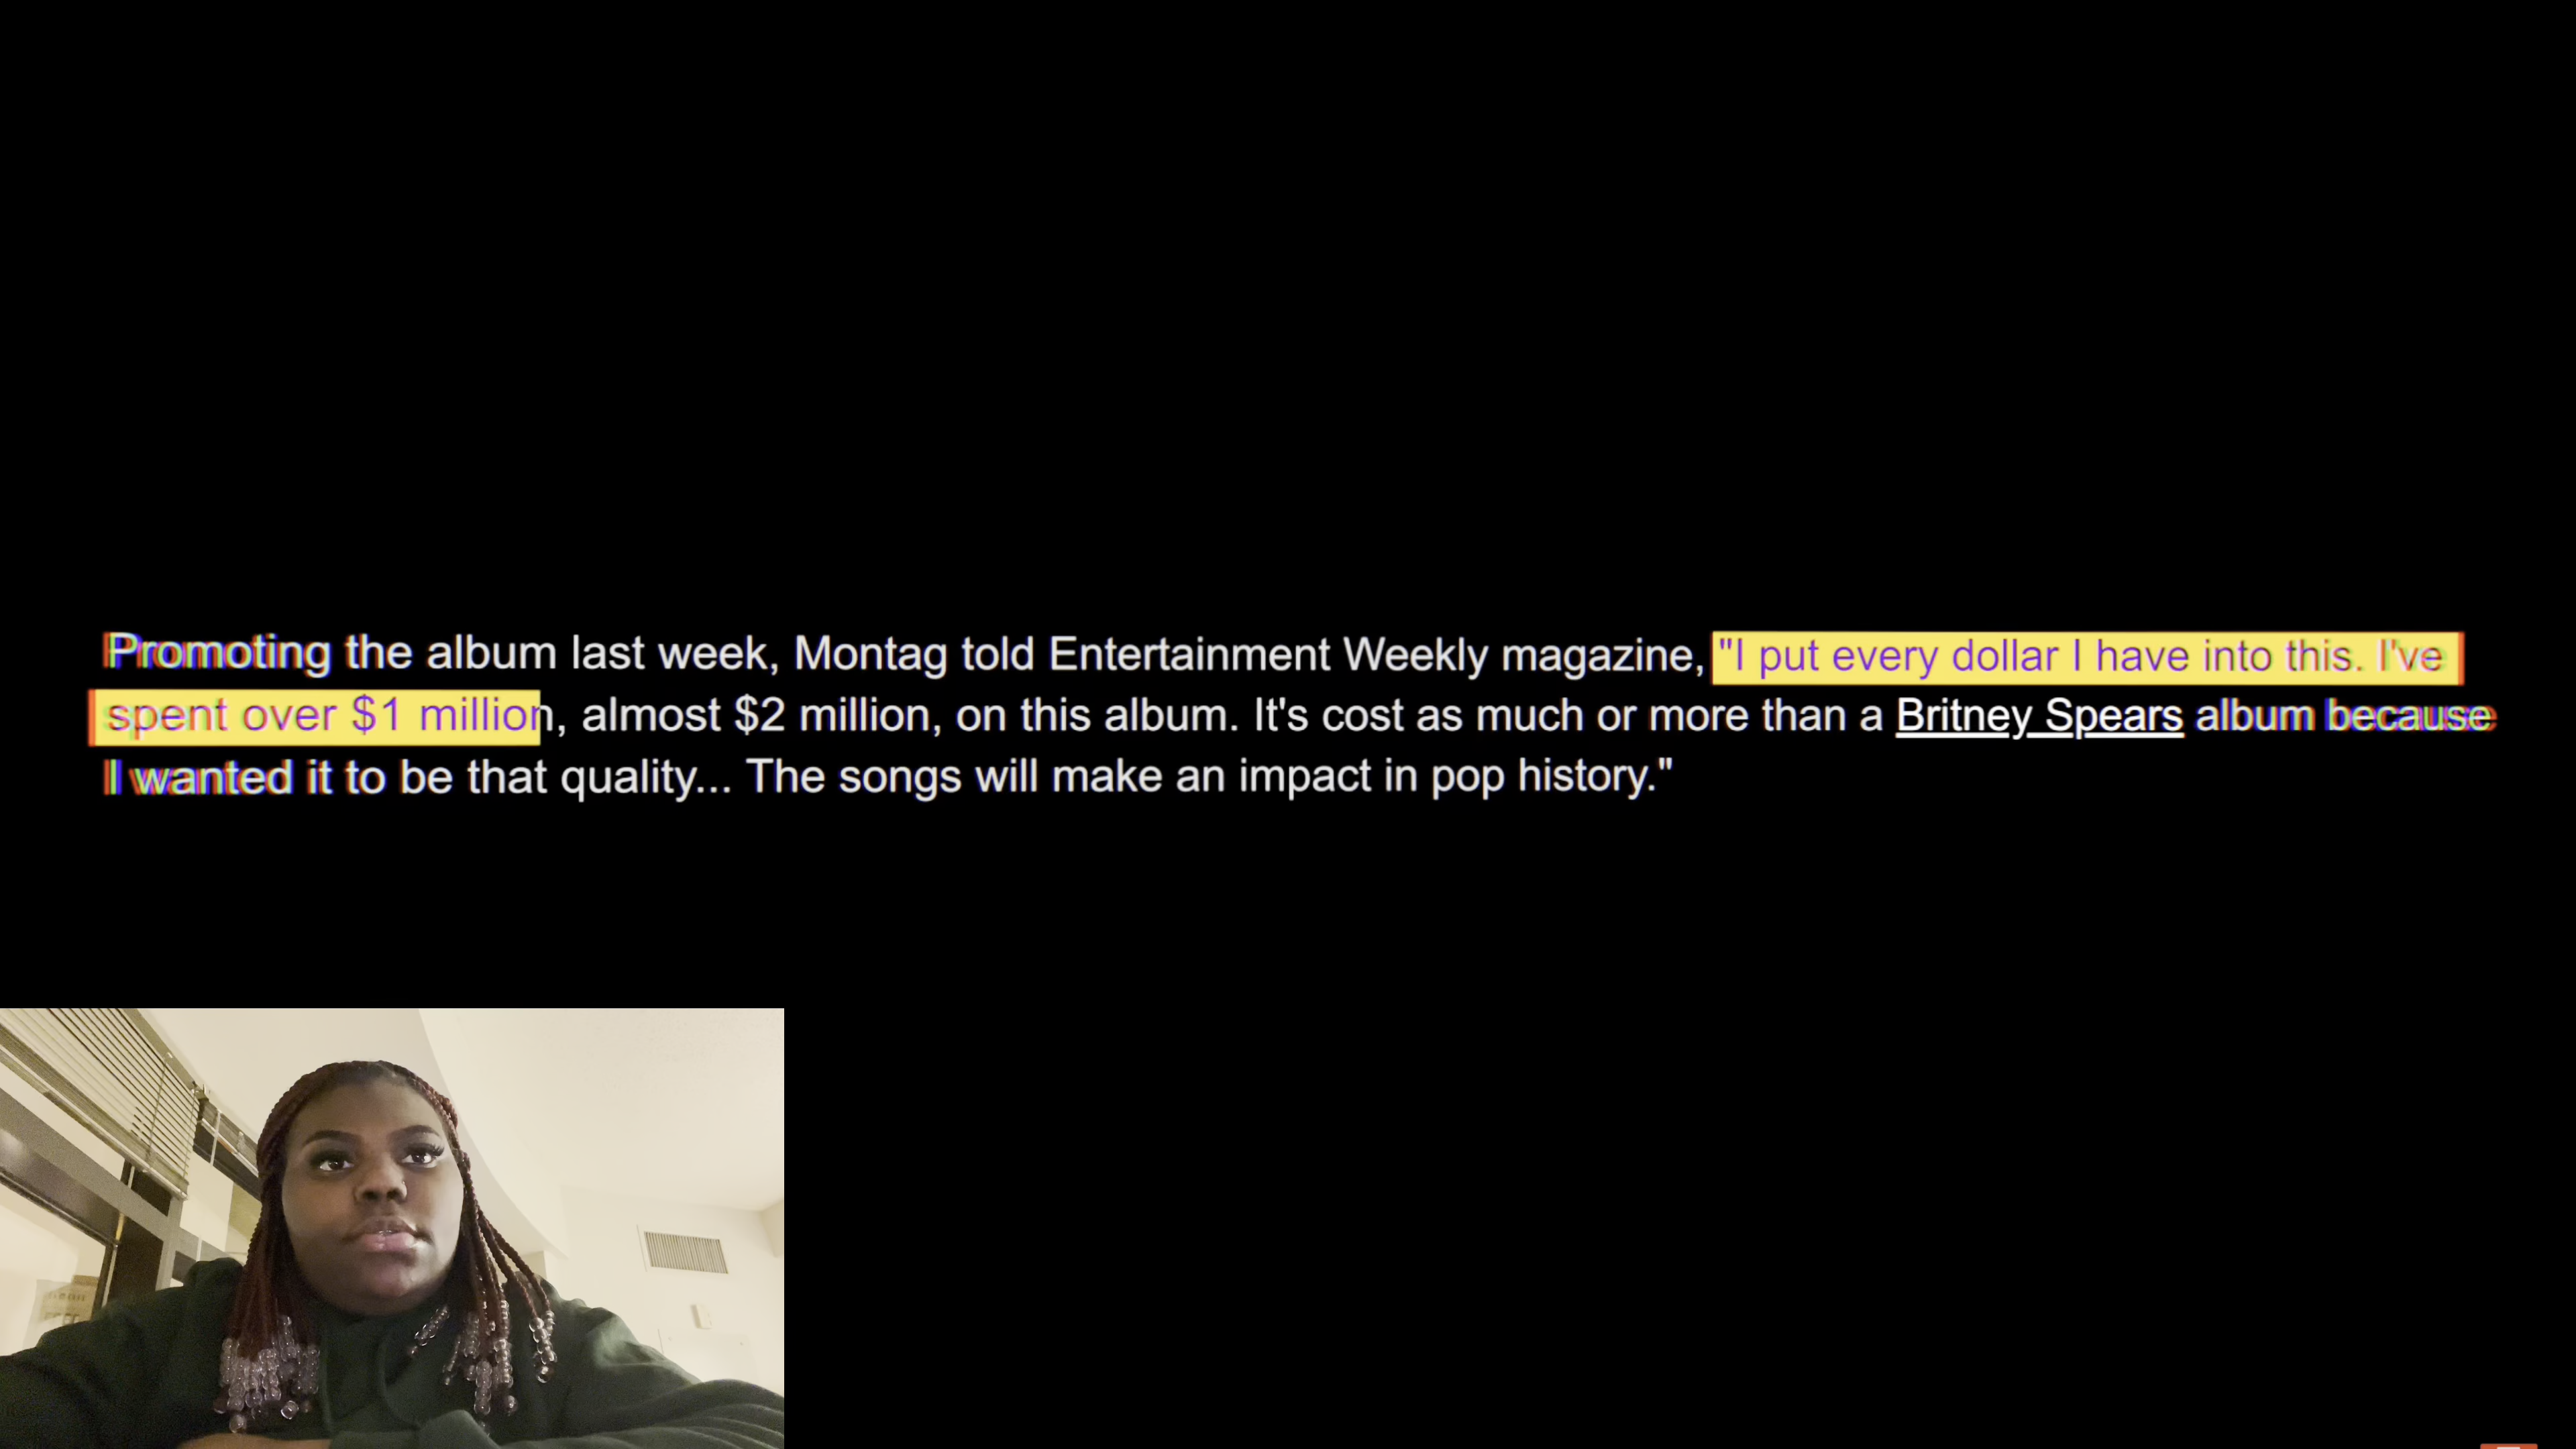 Promoting the album last week, Montag told Entertainment Weekly magazine, "I put every dollar I have into this. I've
spent over $1 million, almost $2 million, on this album. It's cost as much or more than a Britney Spears album because
I wanted it to be that quality... The songs will make an impact in pop history."